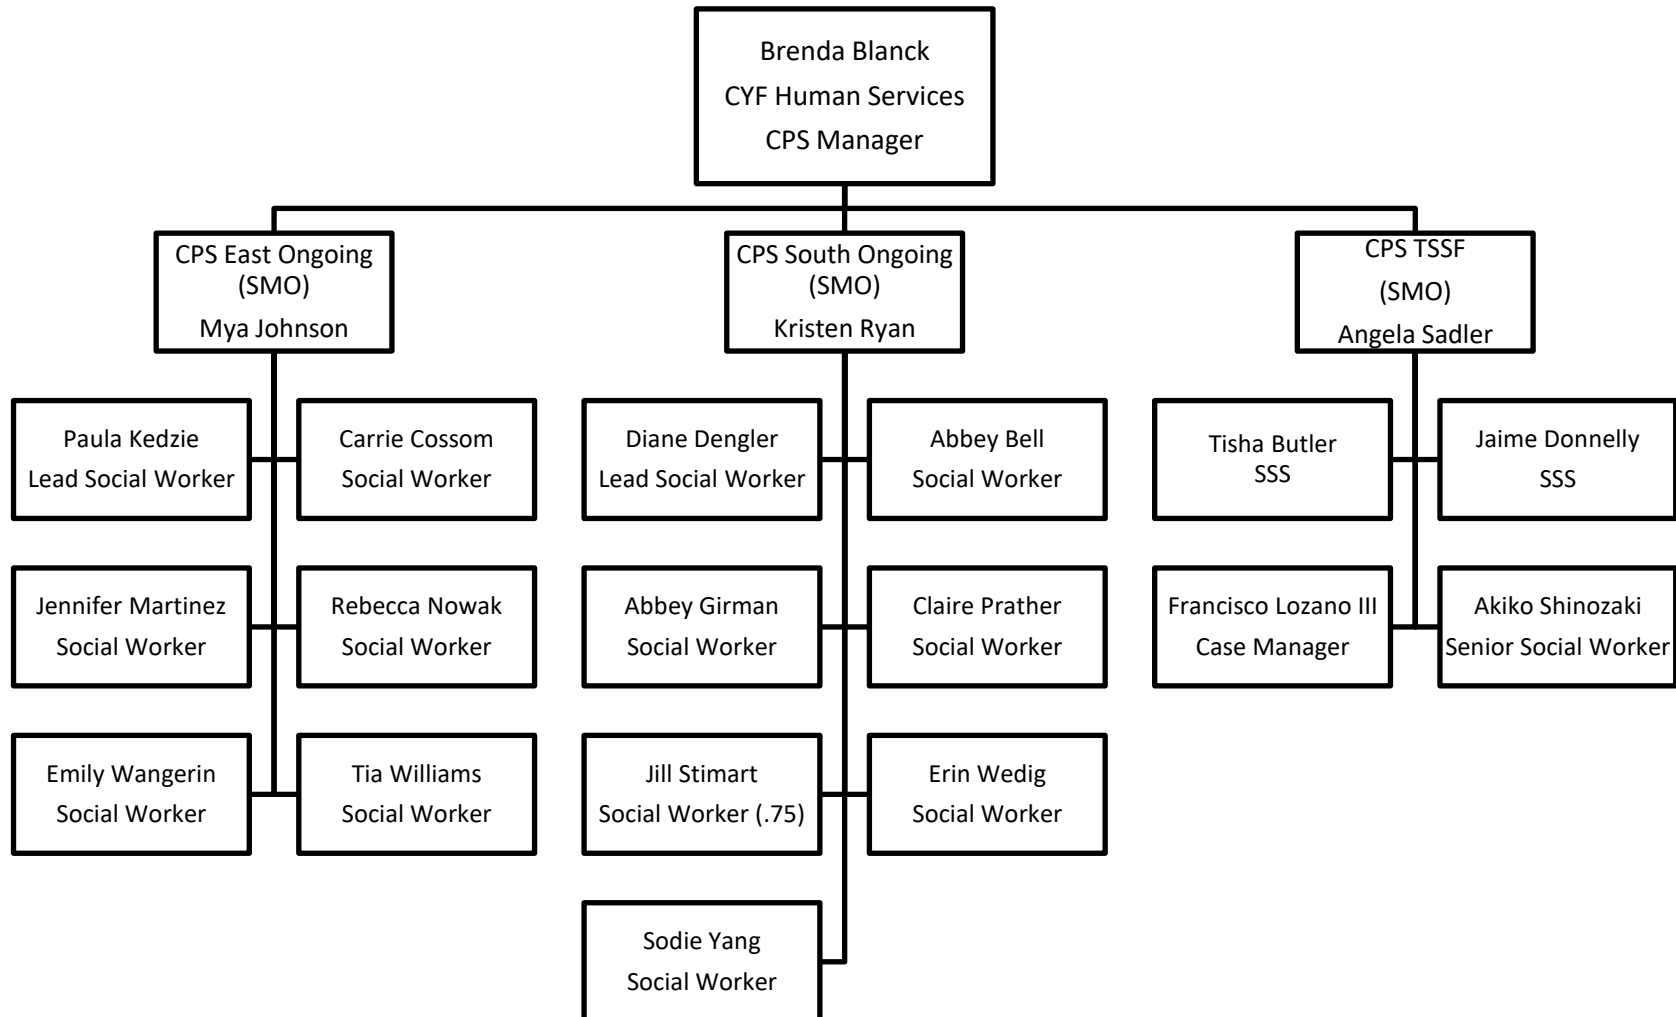 Brenda Blanck
CYF Human Services
CPS Manager
CPS East Ongoing
(SMO)
Mya Johnson
CPS South Ongoing
(SMO)
Kristen Ryan
CPS TSSF
(SMO)
Angela Sadler
Paula Kedzie
Lead Social Worker
Carrie Cossom
Social Worker
Diane Dengler
Lead Social Worker
Abbey Bell
Social Worker
Tisha Butler
SSS
Jaime Donnelly
SSS
Jennifer Martinez
Social Worker
Rebecca Nowak
Social Worker
Abbey Girman
Social Worker
Claire Prather
Social Worker
Francisco Lozano III
Case Manager
Akiko Shinozaki
Senior Social Worker
Emily Wangerin
Social Worker
Tia Williams
Social Worker
Jill Stimart
Social Worker (.75)
Erin Wedig
Social Worker
Sodie Yang
Social Worker